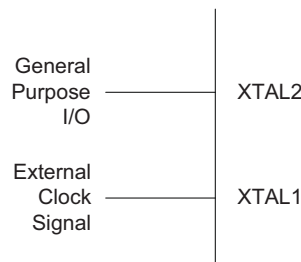 General
Purpose
I/O
XTAL2
External
Clock
Signal
XTAL1